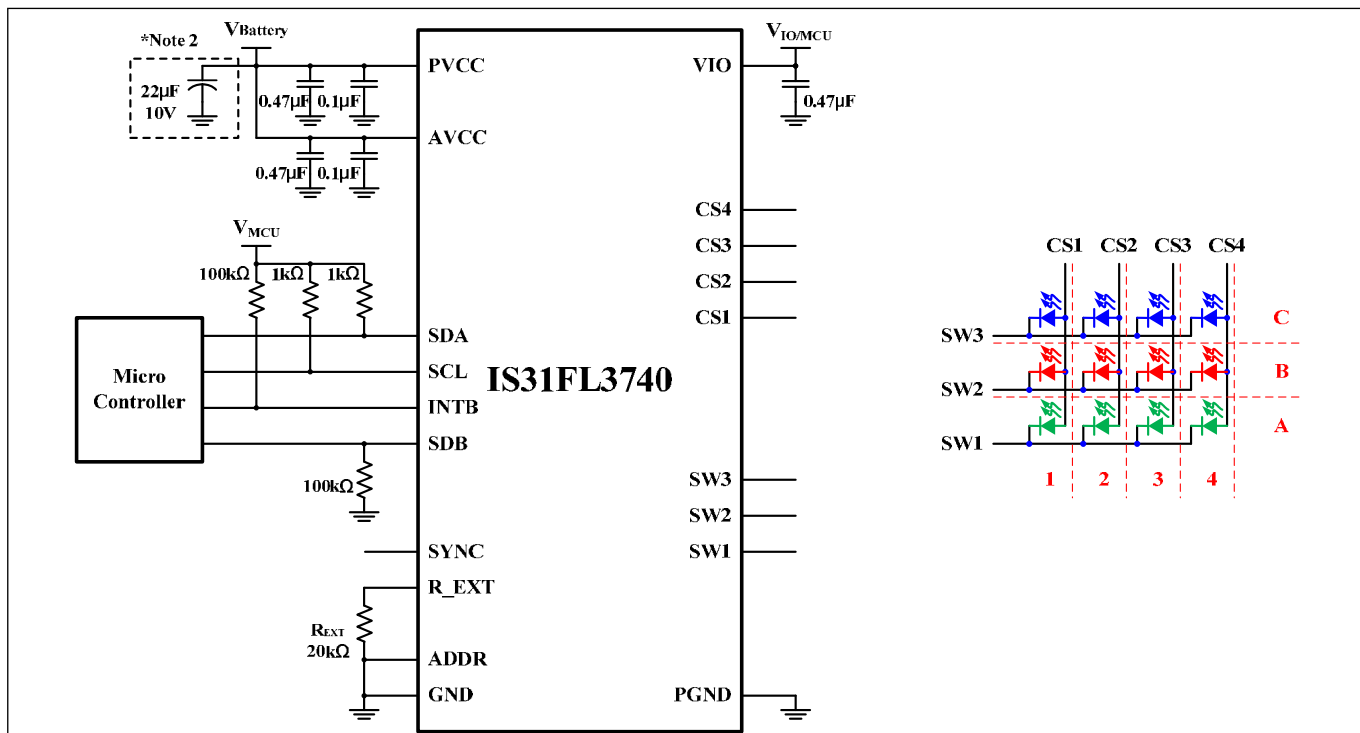 *Note 2
VBattery
22µF
10V
0.47µF
0.1µF
0.47µF
0.1µF
PVCC
AVCC
VMCU
100kΩ
1kΩ
1kΩ
Micro
Controller
SDA
SCL
INTB
SDB
100kΩ
SYNC
R_EXT
REXT
20kΩ
ADDR
GND
IS31FL3740
VIO/MCU
VIO
0.47µF
CS4
CS3
CS2
CS1
SW3
SW2
SW1
PGND
CS1 CS2 CS3 CS4
SW3 C
SW2 B
SW1 A
1 2 3 4